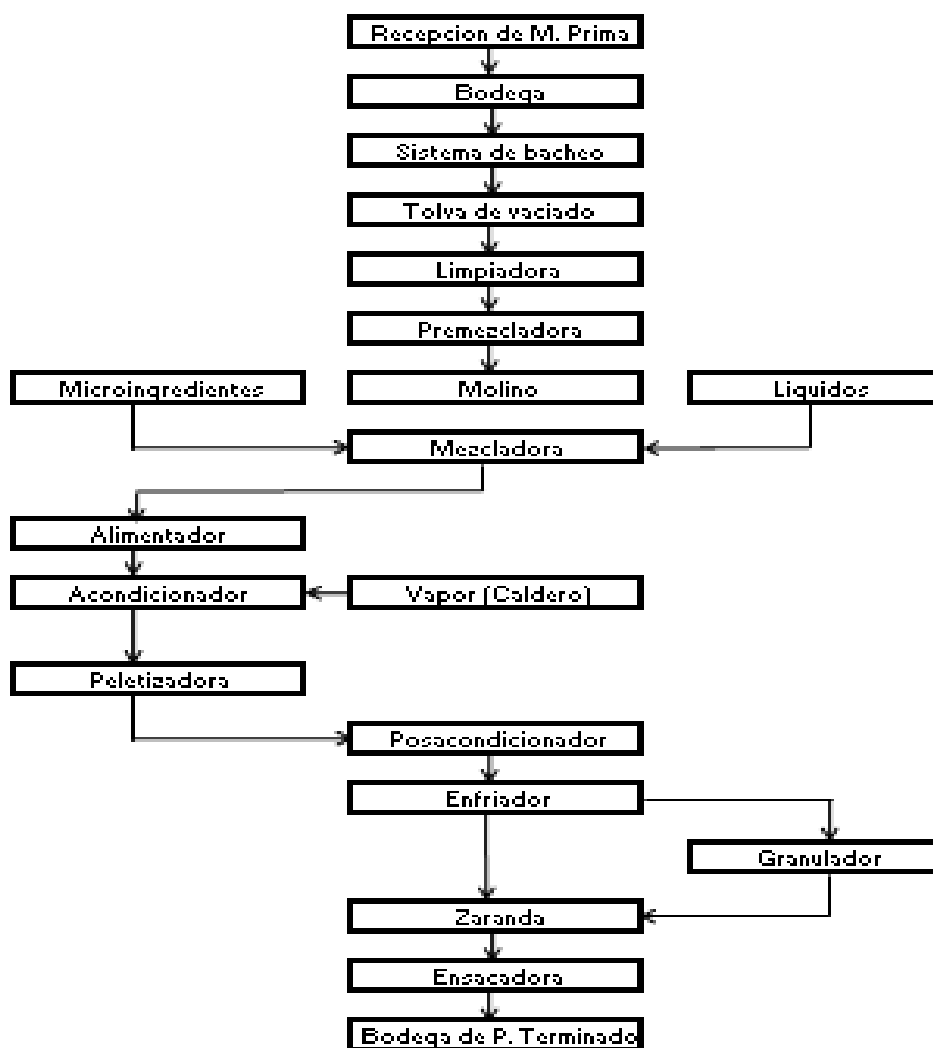 Recepcion de M. Prima
Bodega
Sistema de bacheo
Tolva de vaciado
Limpiadora
Premezcladora
Microingredientes
Molino
Liquidos
Mezcladora
Alimentador
Acondicionador
Vapor (Caldero)
Peletizadora
Posacondicionador
Enfriador
Granulador
Zaranda
Ensacadora
Bodega de P. Terminado